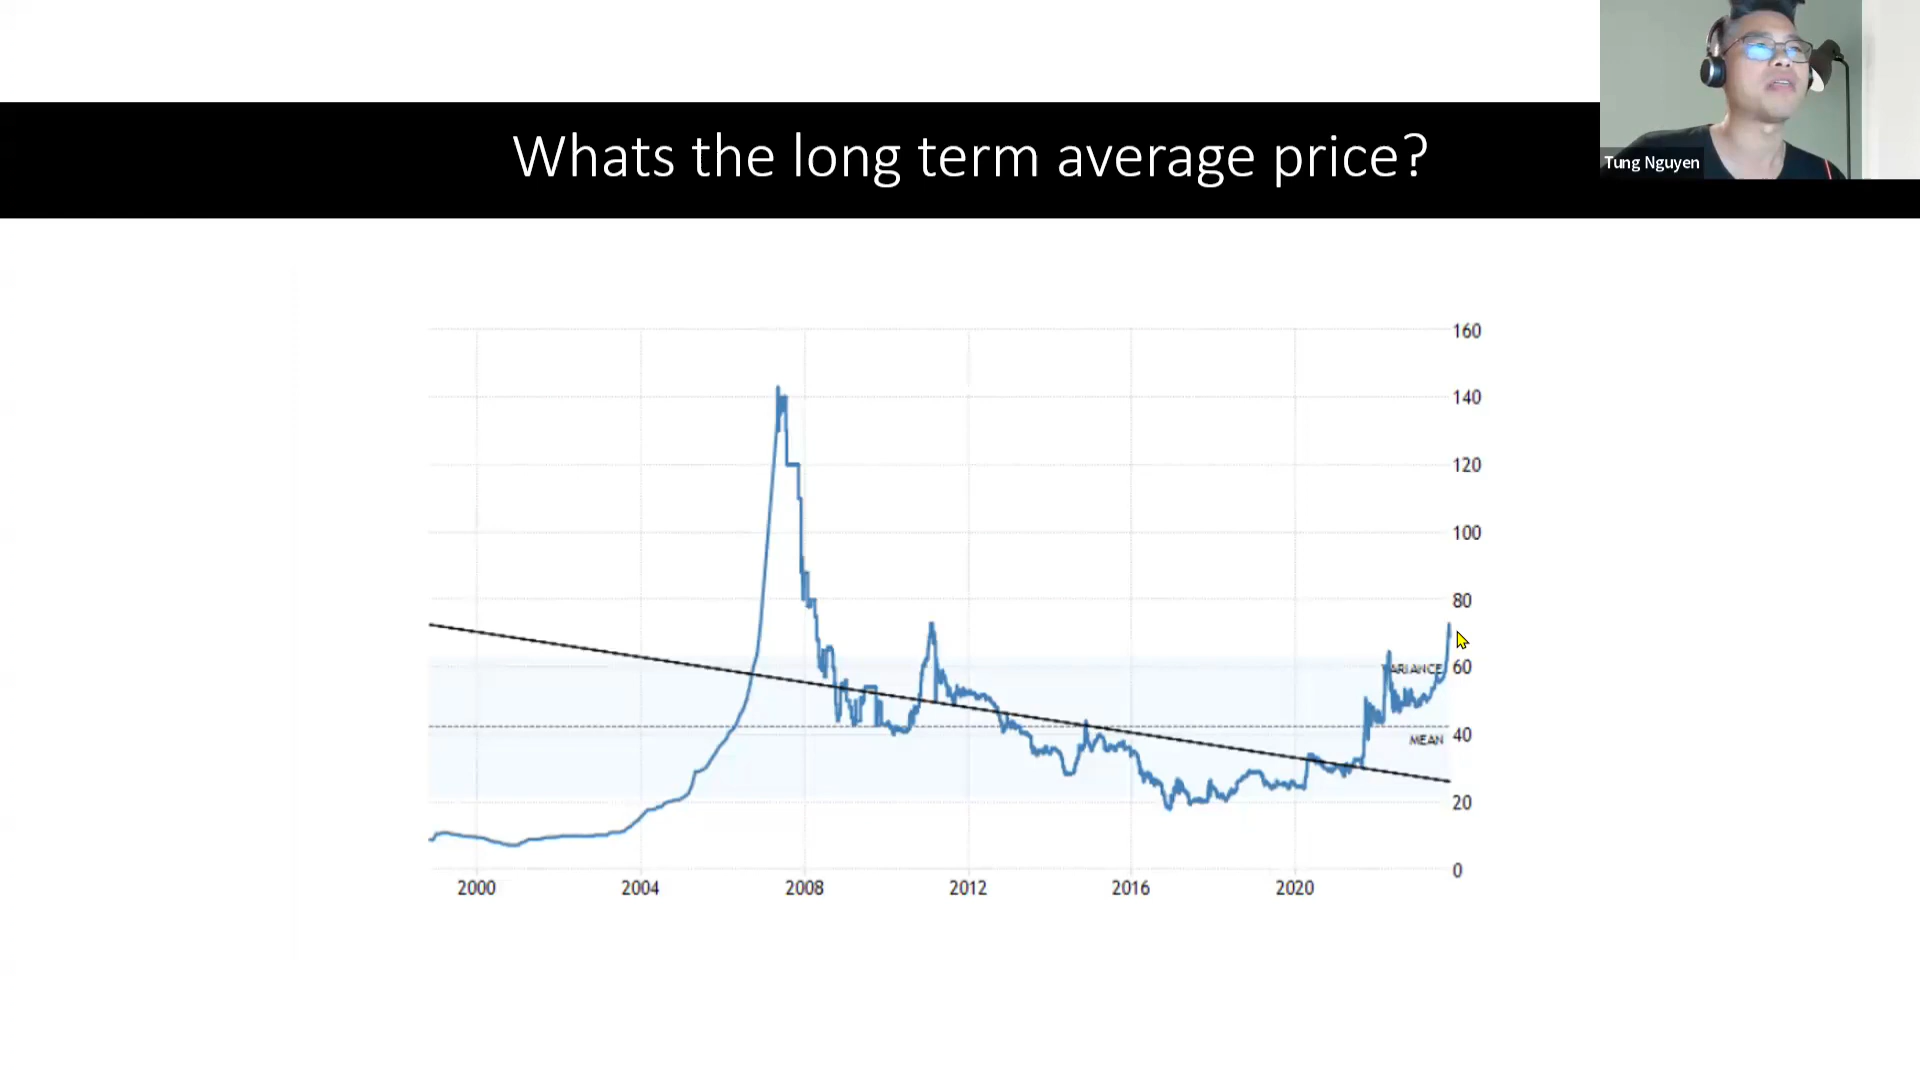 Whats the long term average price?
Tung Nguyen
160
140
120
100
80
VARIANCE 60
40
MEAN
20
0
2000 2004 2008 2012 2016 2020